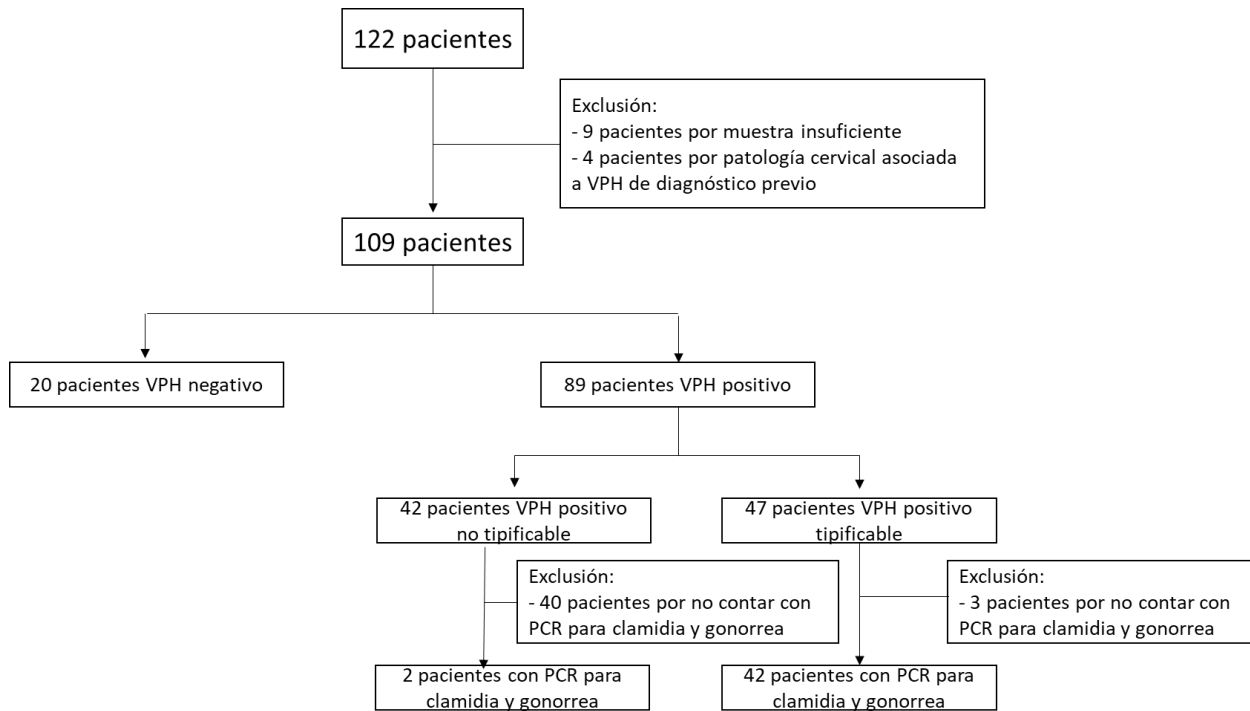 122 pacientes
Exclusión:
- 9 pacientes por muestra insuficiente
- 4 pacientes por patología cervical asociada
a VPH de diagnóstico previo
109 pacientes
20 pacientes VPH negativo
89 pacientes VPH positivo
42 pacientes VPH positivo
no tipificable
47 pacientes VPH positivo
tipificable
Exclusión:
- 40 pacientes por no contar con
PCR para clamidia y gonorrea
Exclusión:
- 3 pacientes por no contar con
PCR para clamidia y gonorrea
2 pacientes con PCR para
clamidia y gonorrea
42 pacientes con PCR para
clamidia y gonorrea